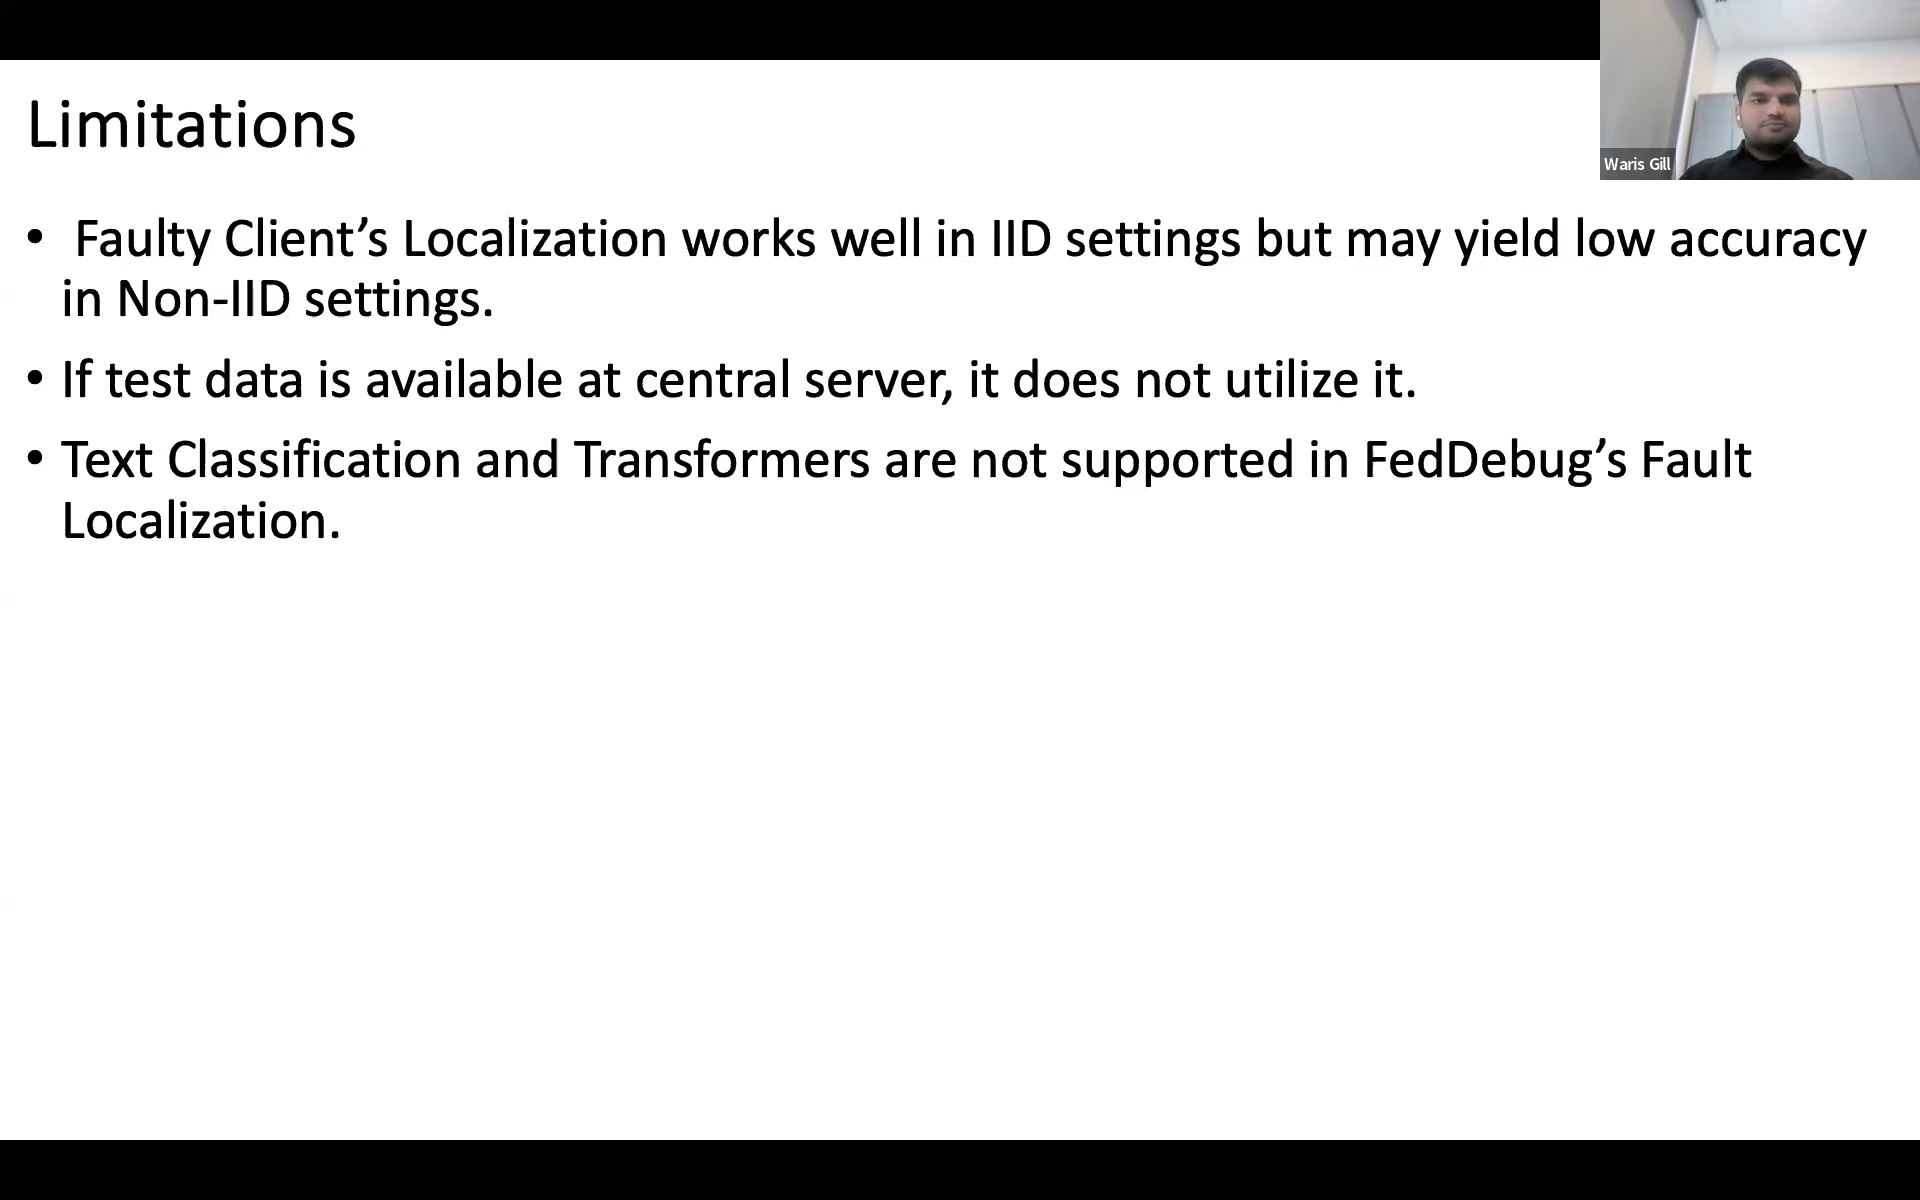 Limitations
Waris Gill
• Faulty Client’s Localization works well in IID settings but may yield low accuracy
in Non-IID settings.
• If test data is available at central server, it does not utilize it.
• Text Classification and Transformers are not supported in FedDebug’s Fault
Localization.